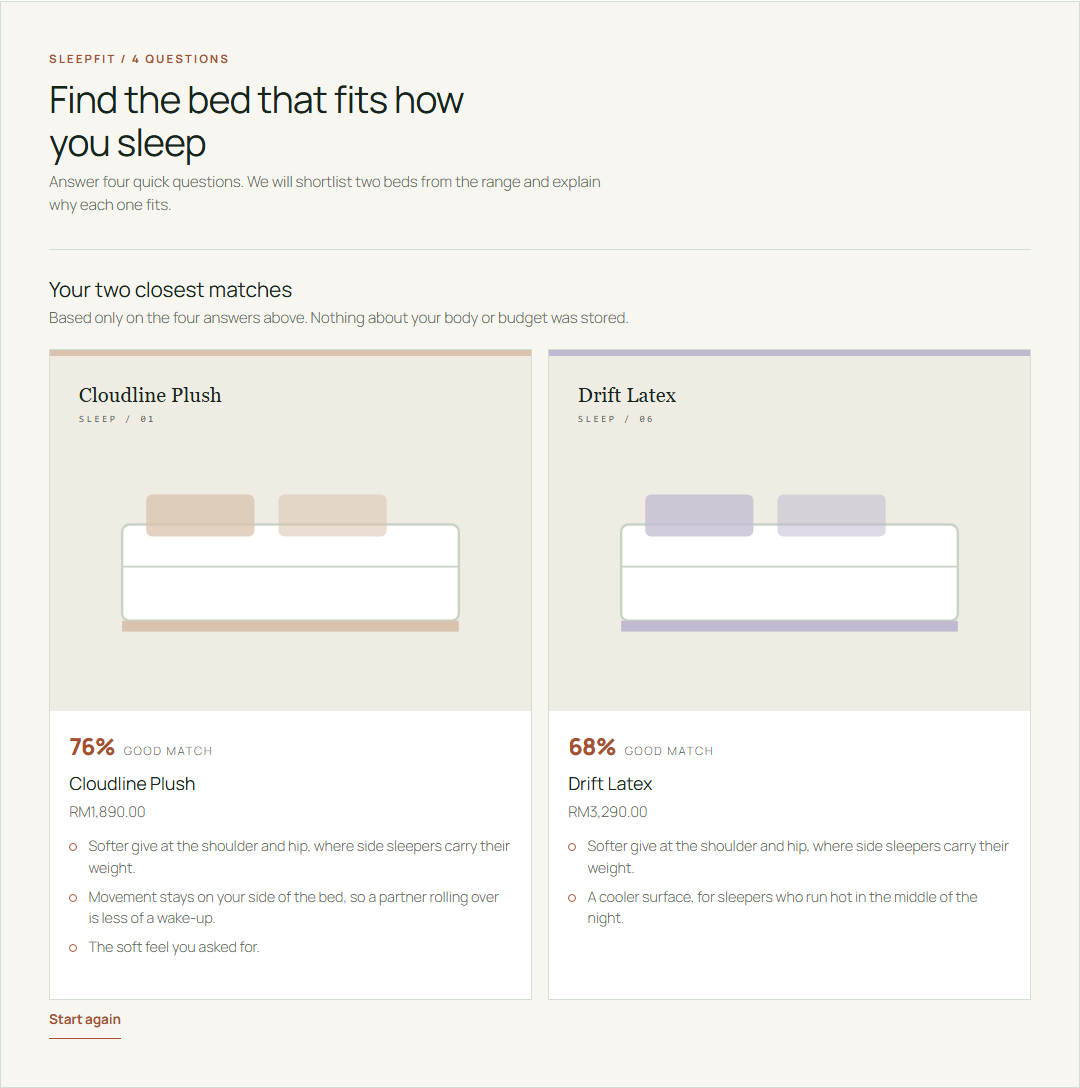 SLEEPFIT / 4 QUESTIONS
Find the bed that fits how
you sleep
Answer four quick questions. We will shortlist two beds from the range and explain
why each one fits.
Your two closest matches
Based only on the four answers above. Nothing about your body or budget was stored.
Cloudline Plush
SLEEP / 01
76% GOOD MATCH
Cloudline Plush
RM1,890.00
Softer give at the shoulder and hip, where side sleepers carry their
weight.
Movement stays on your side of the bed, so a partner rolling over
is less of a wake-up.
The soft feel you asked for.
Drift Latex
SLEEP / 06
68% GOOD MATCH
Drift Latex
RM3,290.00
Softer give at the shoulder and hip, where side sleepers carry their
weight.
A cooler surface, for sleepers who run hot in the middle of the
night.
Start again